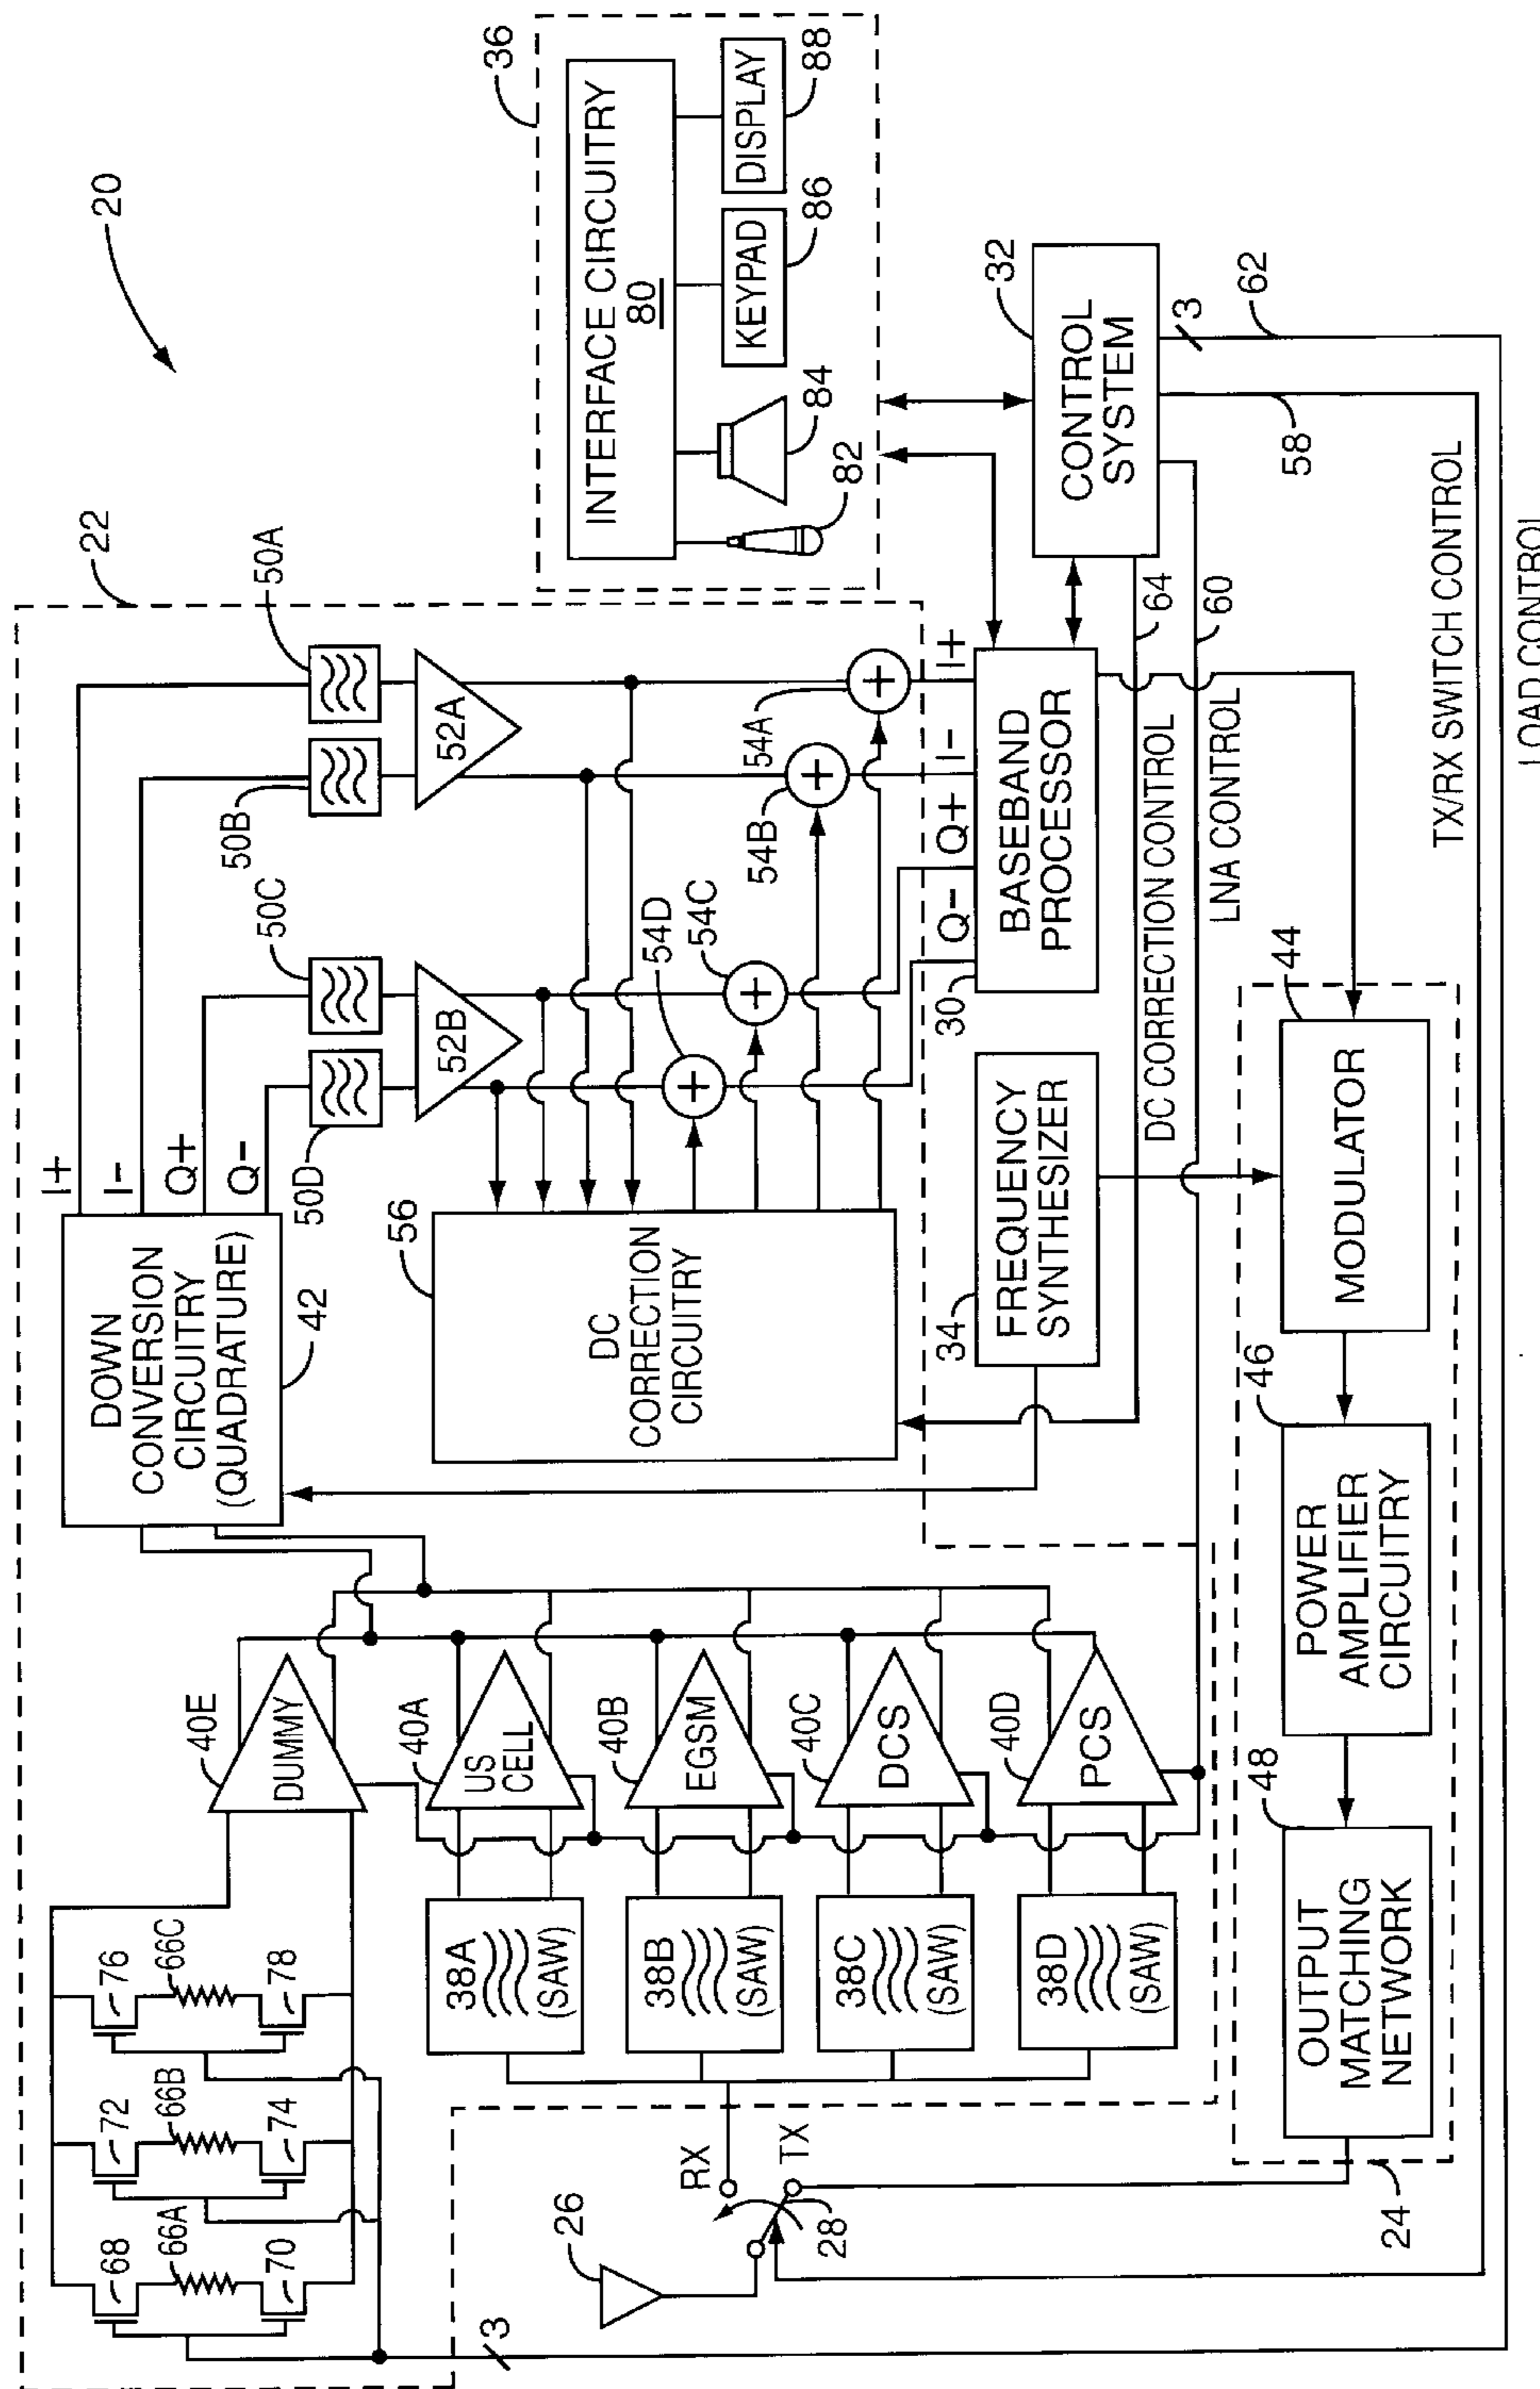 20
22
36
INTERFACE CIRCUITRY
80
82
84
KEYPAD
86
DISPLAY
88
DOWN
CONVERSION
CIRCUITRY
(QUADRATURE)
42
I+
I−
Q+
Q−
50A
50B
50C
50D
52A
52B
54A
54B
54C
54D
56
DC
CORRECTION
CIRCUITRY
76
66C
78
72
66B
74
68
66A
70
3
40E
DUMMY
40A
US
CELL
40B
EGSM
40C
DCS
40D
PCS
38A
(SAW)
38B
(SAW)
38C
(SAW)
38D
(SAW)
26
RX
TX
28
34
FREQUENCY
SYNTHESIZER
30
Q−
Q+
I−
I+
BASEBAND
PROCESSOR
32
CONTROL
SYSTEM
64
60
58
62
3
DC CORRECTION CONTROL
LNA CONTROL
TX/RX SWITCH CONTROL
LOAD CONTROL
24
48
OUTPUT
MATCHING
NETWORK
46
POWER
AMPLIFIER
CIRCUITRY
44
MODULATOR